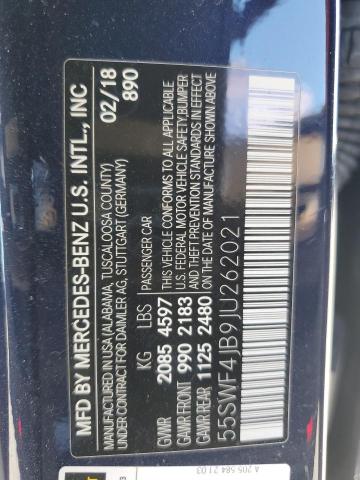 MFD BY MERCEDES-BENZ U.S. INTL., INC
MANUFACTURED IN USA (ALABAMA, TUSCALOOSA COUNTY)
MANUFACTURED FOR DAIMLER AG, STUTTGART (GERMANY)
02/18
890
PASSENGER CAR
KG LBS
GVWR 2085 4597
GAWR FRONT 990 2183
GAWR REAR 1125 2480
THIS VEHICLE CONFORMS TO ALL APPLICABLE
U.S. FEDERAL MOTOR VEHICLE SAFETY,BUMPER
AND THEFT PREVENTION STANDARDS IN EFFECT
ON THE DATE OF MANUFACTURE SHOWN ABOVE.
55SWF4JB9JU262021
A 205 584 21 03